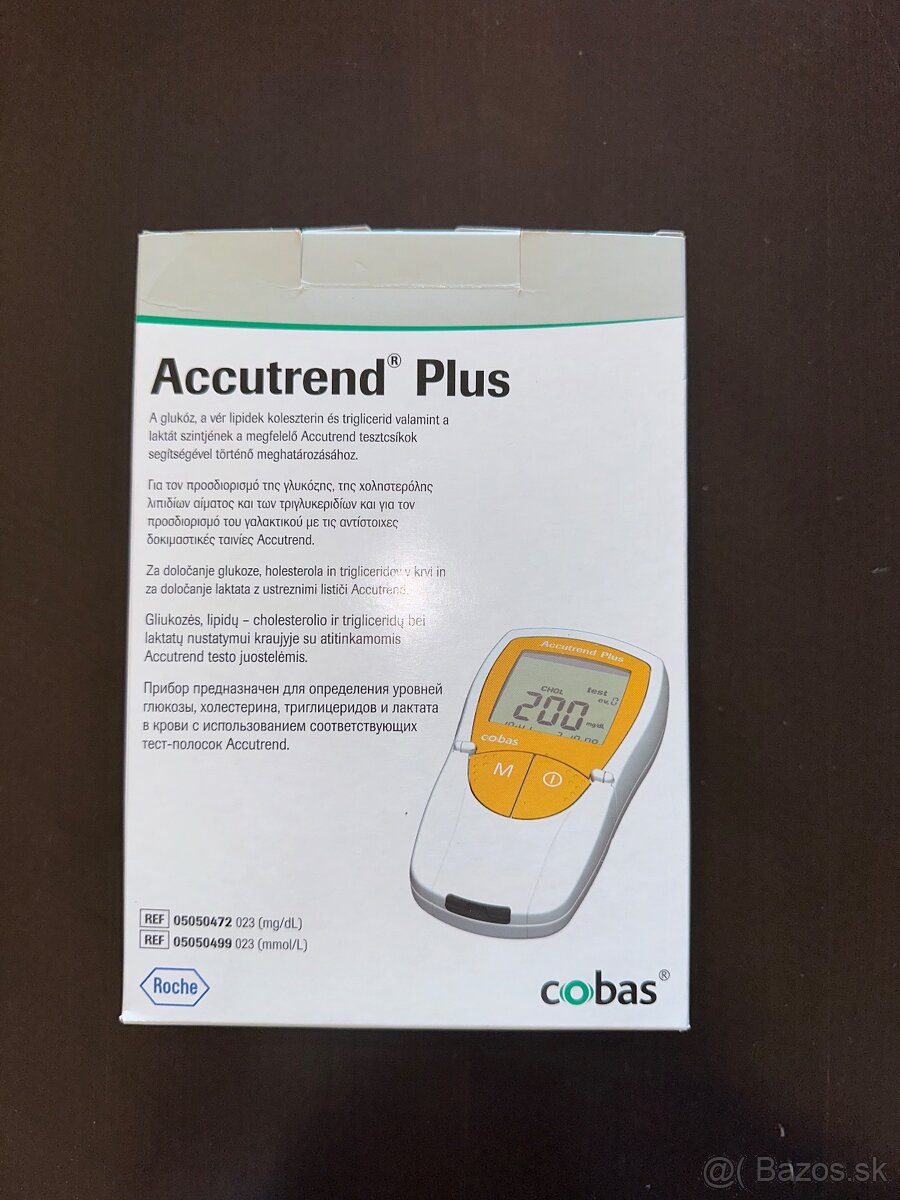 Accutrend® Plus
A glukóz, a vér lipidek koleszterin és triglicerid valamint a
laktát szintjének a megfelelő Accutrend tesztcsíkok
segítségével történő meghatározásához.
Για τον προσδιορισμό της γλυκόζης, της χοληστερόλης
λιπιδίων αίματος και των τριγλυκεριδίων και για τον
προσδιορισμό του γαλακτικού με τις αντίστοιχες
δοκιμαστικές ταινίες Accutrend.
Za določanje glukoze, holesterola in trigliceridov v krvi in
za določanje laktata z ustreznimi lističi Accutrend.
Gliukozės, lipidų – cholesterolio ir trigliceridų bei
laktatų nustatymui kraujyje su atitinkamomis
Accutrend testo juostelėmis.
Прибор предназначен для определения уровней
глюкозы, холестерина, триглицеридов и лактата
в крови с использованием соответствующих
тест-полосок Accutrend.
Accutrend Plus
CHOL test
ev.0
200 mg/dL
cobas
M
REF 05050472 023 (mg/dL)
REF 05050499 023 (mmol/L)
Roche
cobas®
@( Bazos.sk